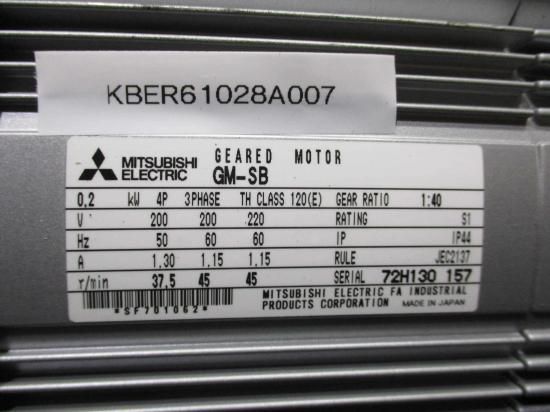 KBER61028A007
MITSUBISHI ELECTRIC GEARED MOTOR GM-SB
0.2 kW 4P 3PHASE TH CLASS 120(E) GEAR RATIO 1:40
V 200 200 220 RATING S1
Hz 50 60 60 IP IP44
A 1.30 1.15 1.15 RULE JEC2137
r/min 37.5 45 45 SERIAL 72H130 157
*SF701062*
MITSUBISHI ELECTRIC FA INDUSTRIAL
PRODUCTS CORPORATION MADE IN JAPAN